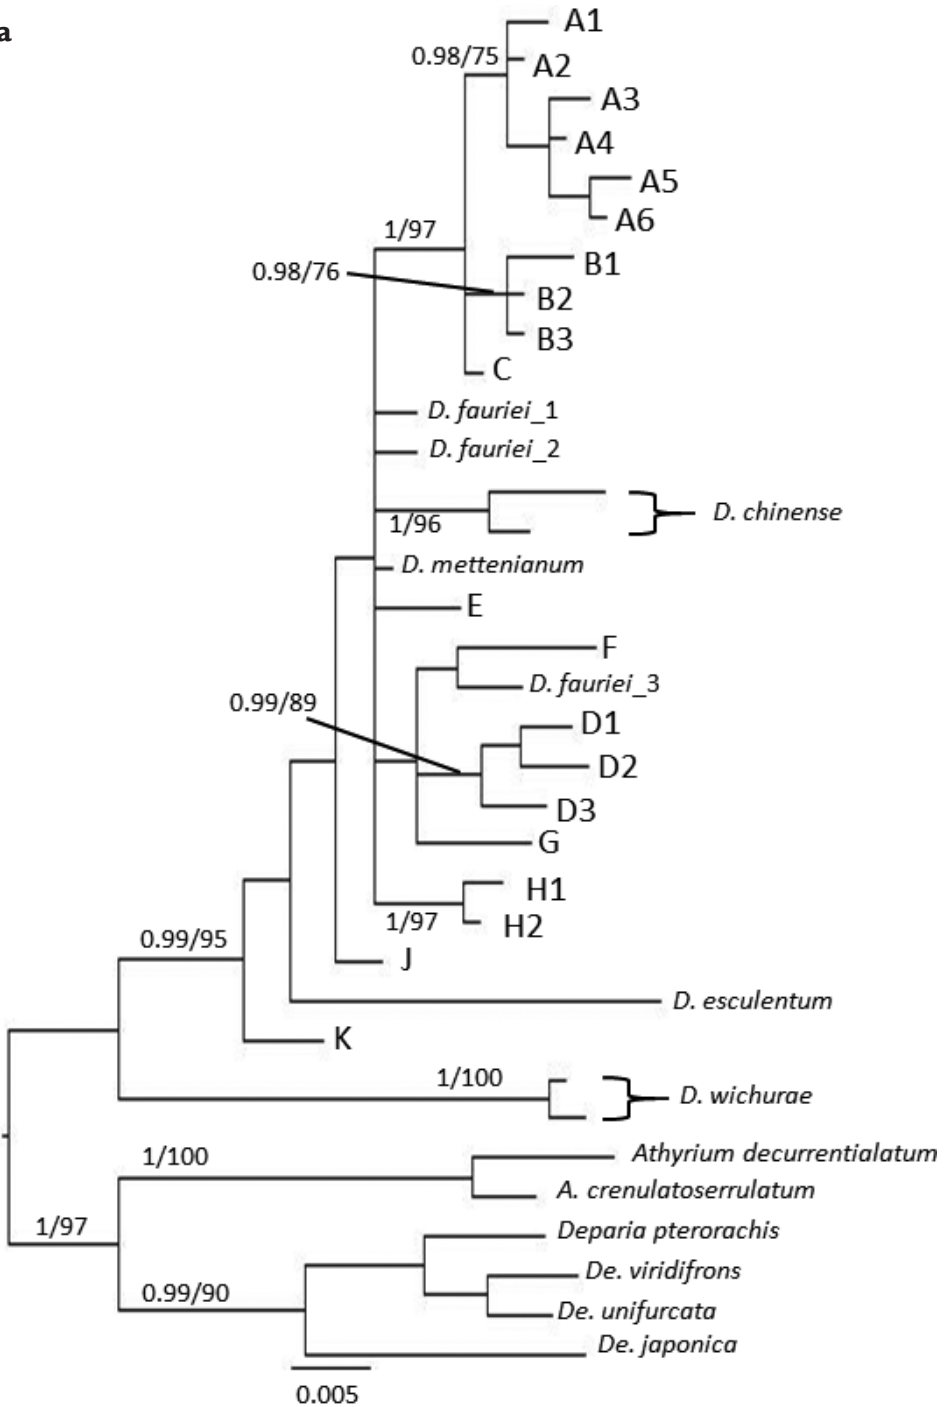 a
A1
0.98/75
A2
A3
A4
A5
A6
1/97
B1
0.98/76
B2
B3
C
D. fauriei_1
D. fauriei_2
D. chinense
1/96
D. mettenianum
E
F
D. fauriei_3
0.99/89
D1
D2
D3
G
H1
1/97
H2
0.99/95
J
D. esculentum
K
1/100
D. wichurae
1/100
Athyrium decurrentialatum
A. crenulatoserrulatum
1/97
Deparia pterorachis
De. viridifrons
0.99/90
De. unifurcata
De. japonica
0.005